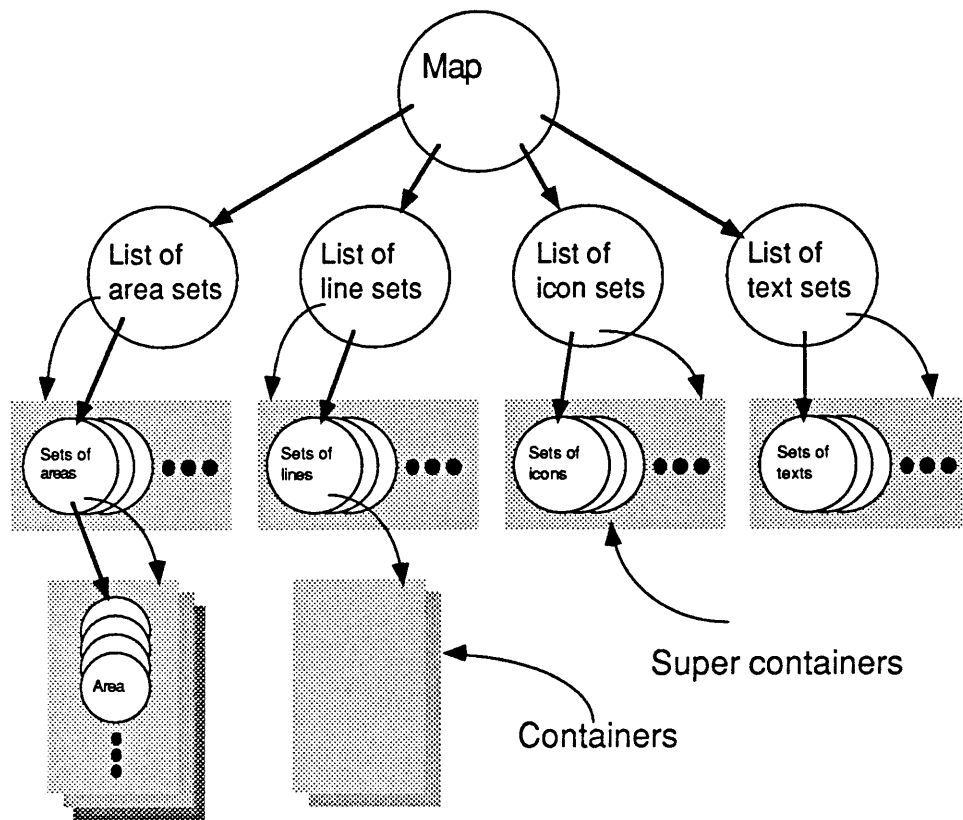 Map
List of
area sets
List of
line sets
List of
icon sets
List of
text sets
Sets of
areas
Sets of
lines
Sets of
icons
Sets of
texts
Area
Super containers
Containers